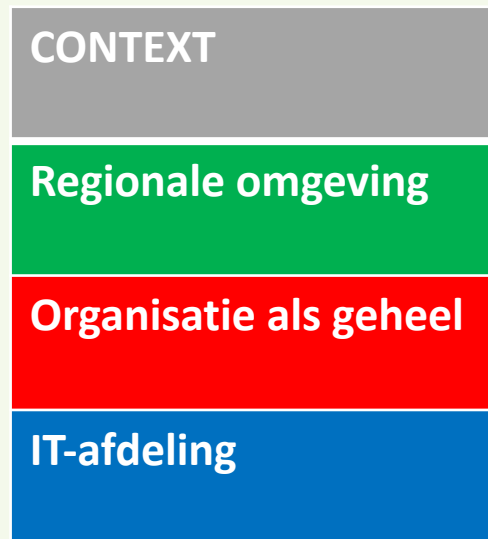 CONTEXT
Regionale omgeving
Organisatie als geheel
IT-afdeling